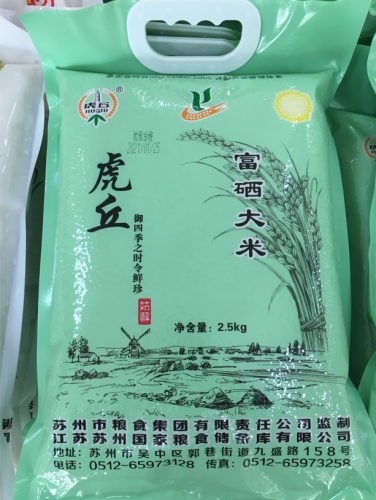 虎丘
HUQIU
®
2021/01/25
富硒大米
虎丘
御四季之时令鲜珍
姑蘇
净含量：2.5kg
苏州市粮食集团有限责任公司监制
江苏苏州国家粮食储备库有限公司
地址：苏州市吴中区郭巷街道九盛路158号
电话：0512-65973128 传真：0512-65973258